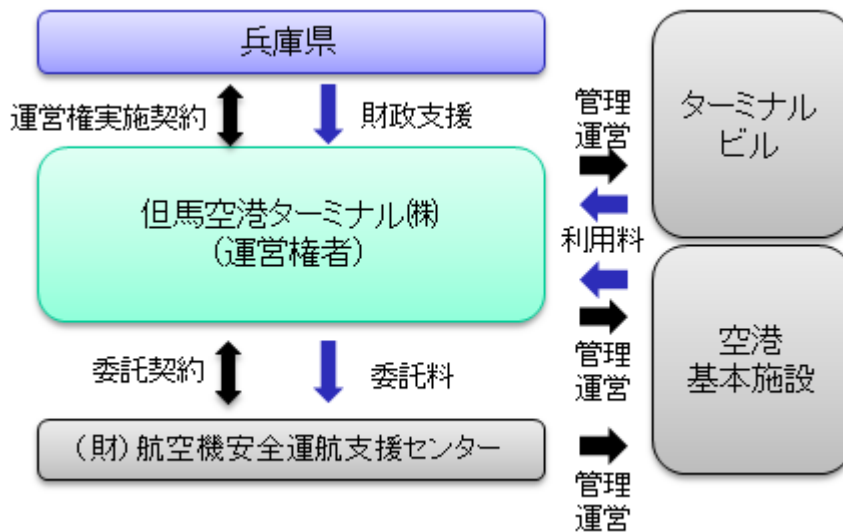 兵庫県
運営権実施契約
財政支援
管理
運営
ターミナル
ビル
但馬空港ターミナル㈱
（運営権者）
利用料
管理
運営
空港
基本施設
委託契約
委託料
（財）航空機安全運航支援センター
管理
運営